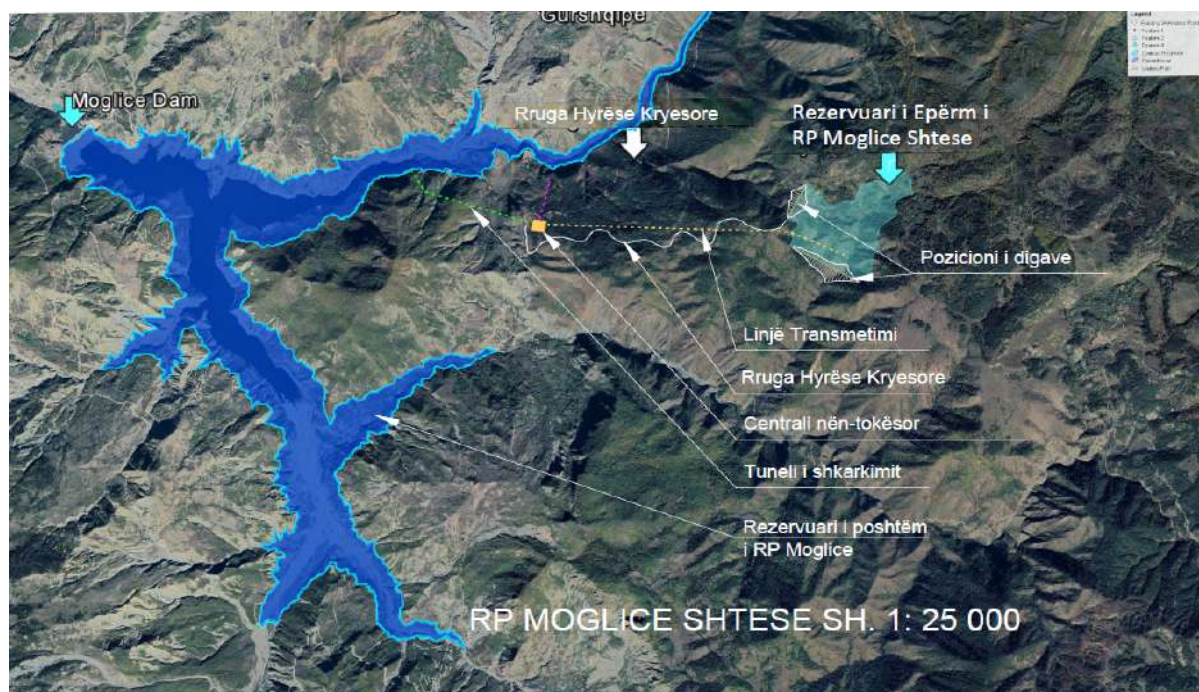 Gurshqipe
Legend
Moglice Dam
Rruga Hyrëse Kryesore
Rezervuari i Epërm i
RP Moglice Shtese
Pozicioni i digave
Linjë Transmetimi
Rruga Hyrëse Kryesore
Centrali nën-tokësor
Tuneli i shkarkimit
Rezervuari i poshtëm
i RP Moglice
RP MOGLICE SHTESE SH. 1: 25 000